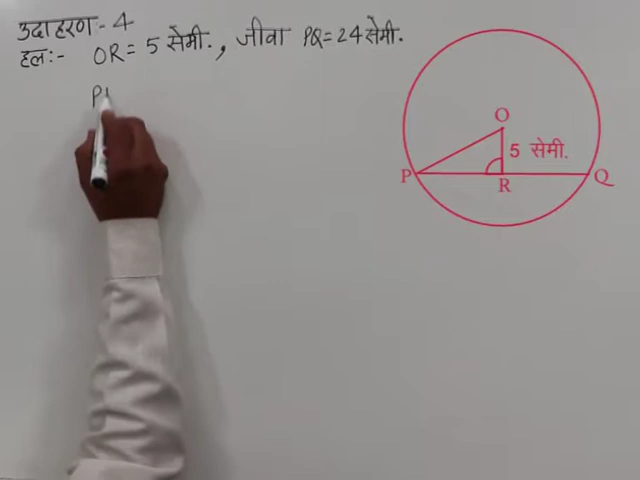 उदाहरण:- 4
हल:- OR = 5 सेमी., जीवा PQ = 24 सेमी.
P
O
5 सेमी.
P
R
Q